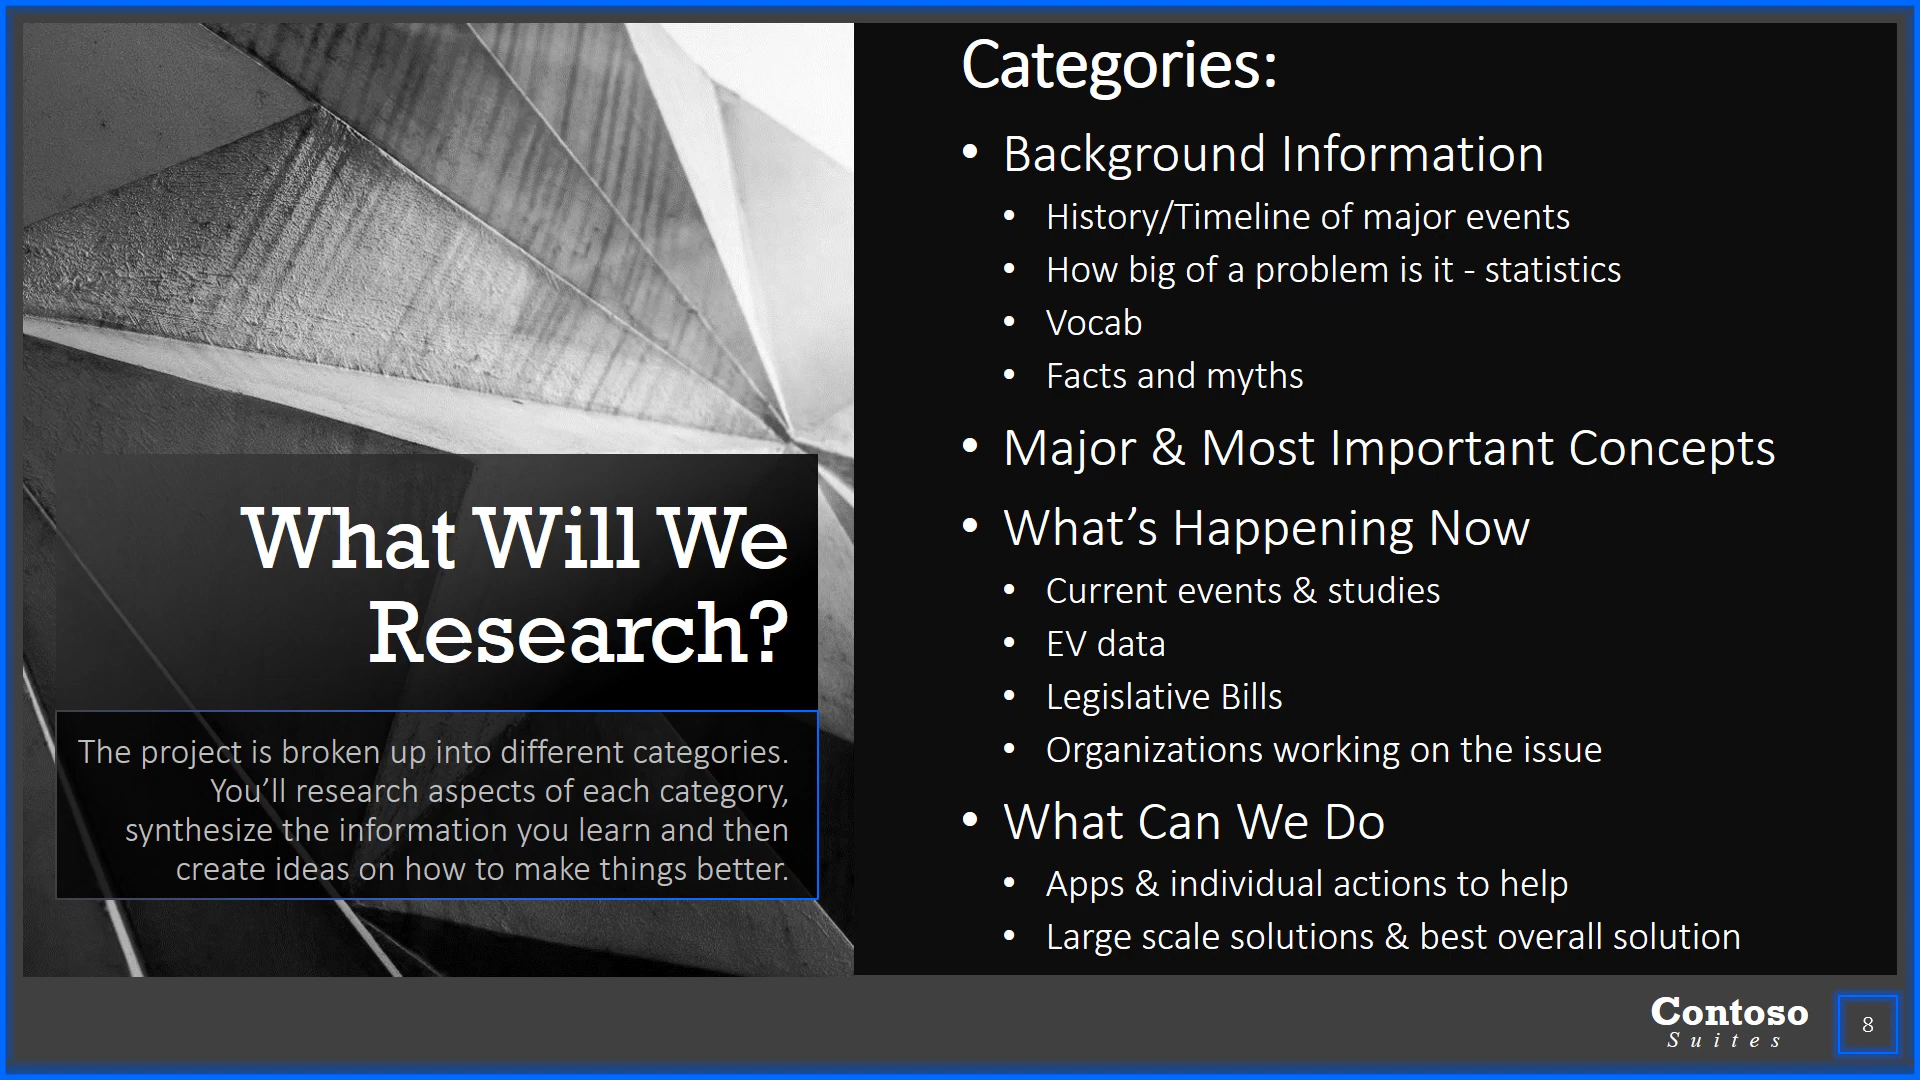 What Will We
Research?
The project is broken up into different categories.
You’ll research aspects of each category,
synthesize the information you learn and then
create ideas on how to make things better.
Categories:
• Background Information
• History/Timeline of major events
• How big of a problem is it - statistics
• Vocab
• Facts and myths
• Major & Most Important Concepts
• What’s Happening Now
• Current events & studies
• EV data
• Legislative Bills
• Organizations working on the issue
• What Can We Do
• Apps & individual actions to help
• Large scale solutions & best overall solution
Contoso
Suites
8